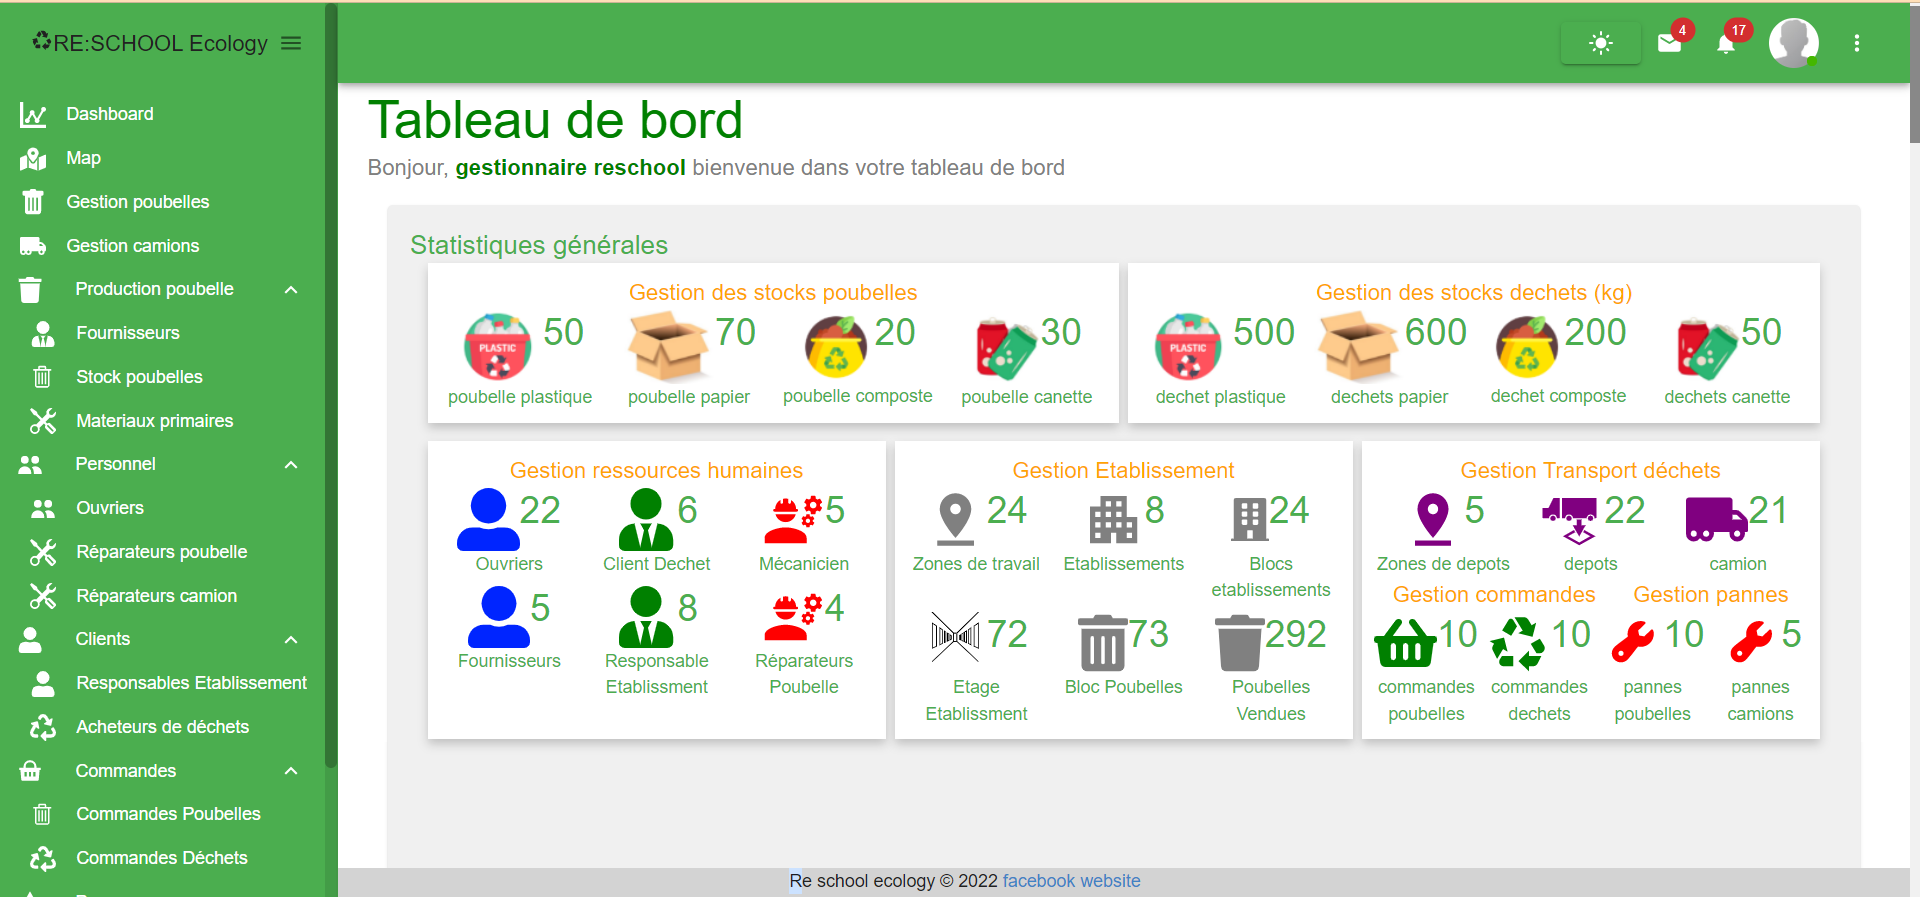 RE:SCHOOL Ecology
4
17
Dashboard
Map
Gestion poubelles
Gestion camions
Production poubelle
Fournisseurs
Stock poubelles
Materiaux primaires
Personnel
Ouvriers
Réparateurs poubelle
Réparateurs camion
Clients
Responsables Etablissement
Acheteurs de déchets
Commandes
Commandes Poubelles
Commandes Déchets
Tableau de bord
Bonjour, gestionnaire reschool bienvenue dans votre tableau de bord
Statistiques générales
Gestion des stocks poubelles
PLASTIC 50 70 20 30
poubelle plastique poubelle papier poubelle composte poubelle canette
Gestion des stocks dechets (kg)
PLASTIC 500 600 200 50
dechet plastique dechets papier dechet composte dechets canette
Gestion ressources humaines
22 6 5
Ouvriers Client Dechet Mécanicien
5 8 4
Fournisseurs Responsable Réparateurs
Etablissment Poubelle
Gestion Etablissement
24 8 24
Zones de travail Etablissements Blocs
etablissements
72 73 292
Etage Bloc Poubelles Poubelles
Etablissment Vendues
Gestion Transport déchets
5 22 21
Zones de depots depots camion
Gestion commandes Gestion pannes
10 10 10 5
commandes commandes pannes pannes
poubelles dechets poubelles camions
Re school ecology © 2022 facebook website